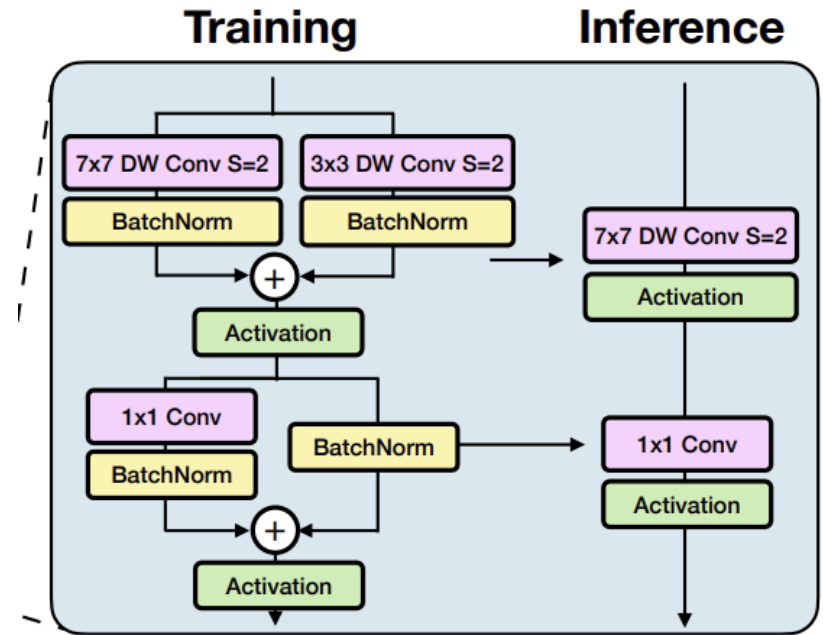 Training
Inference
7x7 DW Conv S=2
3x3 DW Conv S=2
BatchNorm
BatchNorm
+
Activation
1x1 Conv
BatchNorm
BatchNorm
+
Activation
7x7 DW Conv S=2
Activation
1x1 Conv
Activation